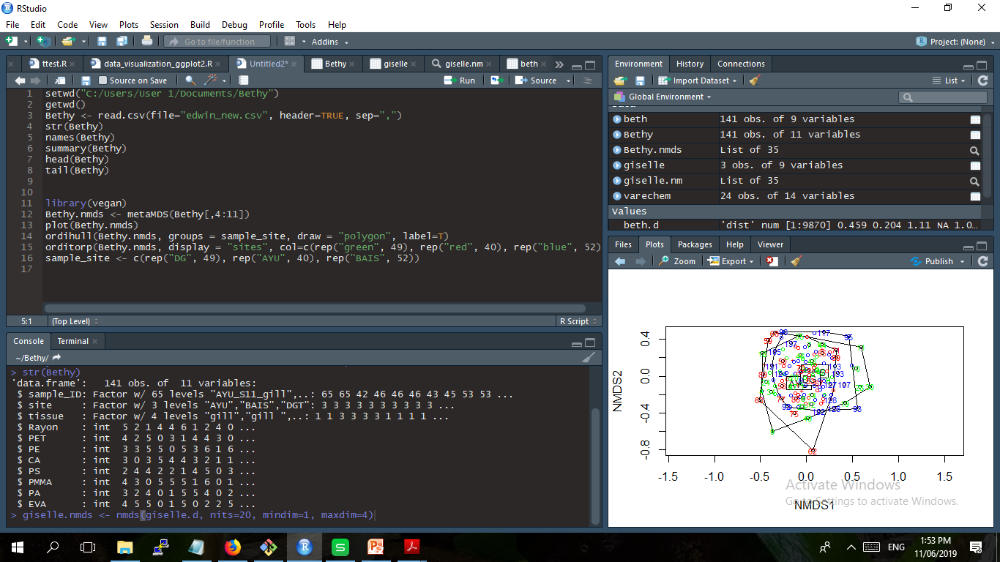 RStudio
File Edit Code View Plots Session Build Debug Profile Tools Help
Go to file/function Addins Project: (None)
ttest.R data_visualization_ggplot2.R Untitled2* Bethy giselle giselle.nm beth
Source on Save Run Source
1 setwd("C:/Users/User 1/Documents/Bethy")
2 getwd()
3 Bethy <- read.csv(file="edwin_new.csv", header=TRUE, sep=",")
4 str(Bethy)
5 names(Bethy)
6 summary(Bethy)
7 head(Bethy)
8 tail(Bethy)
9
10
11 library(vegan)
12 Bethy.nmds <- metaMDS(Bethy[,4:11])
13 plot(Bethy.nmds)
14 ordihull(Bethy.nmds, groups = sample_site, draw = "polygon", label=T)
15 orditorp(Bethy.nmds, display = "sites", col=c(rep("green", 49), rep("red", 40), rep("blue", 52)
16 sample_site <- c(rep("DG", 49), rep("AYU", 40), rep("BAIS", 52))
17
5:1 (Top Level) R Script
Console Terminal
~/Bethy/
> str(Bethy)
'data.frame': 141 obs. of 11 variables:
$ sample_ID: Factor w/ 65 levels "AYU_S11_gill",..: 65 65 42 46 46 46 43 45 53 53 ...
$ site : Factor w/ 3 levels "AYU","BAIS","DGT": 3 3 3 3 3 3 3 3 3 3 ...
$ tissue : Factor w/ 4 levels "gill","gill ",..: 1 1 3 3 3 3 1 1 1 1 ...
$ Rayon : int 5 2 1 4 4 6 1 2 4 0 ...
$ PET : int 4 2 5 0 3 1 4 4 3 0 ...
$ PE : int 3 3 5 5 0 5 3 6 1 6 ...
$ CA : int 3 0 3 5 4 4 3 2 1 1 ...
$ PS : int 2 4 4 2 2 1 4 5 0 3 ...
$ PMMA : int 4 3 0 5 5 5 1 6 0 1 ...
$ PA : int 3 2 4 0 1 5 5 4 0 2 ...
$ EVA : int 4 5 5 0 1 5 0 2 2 5 ...
> giselle.nmds <- nmds(giselle.d, nits=20, mindim=1, maxdim=4)
Environment History Connections
Import Dataset List
Global Environment
Data
beth 141 obs. of 9 variables
Bethy 141 obs. of 11 variables
Bethy.nmds List of 35
giselle 3 obs. of 9 variables
giselle.nm List of 35
varechem 24 obs. of 14 variables
Values
beth.d 'dist' num [1:9870] 0.459 0.204 1.11 NA 1.0…
Files Plots Packages Help Viewer
Zoom Export Publish
NMDS2
0.4
0.0
-0.4
-0.8
-1.5 -1.0 -0.5 0.0 0.5 1.0 1.5
NMDS1
Activate Windows
Go to Settings to activate Windows.
ENG
1:53 PM
11/06/2019